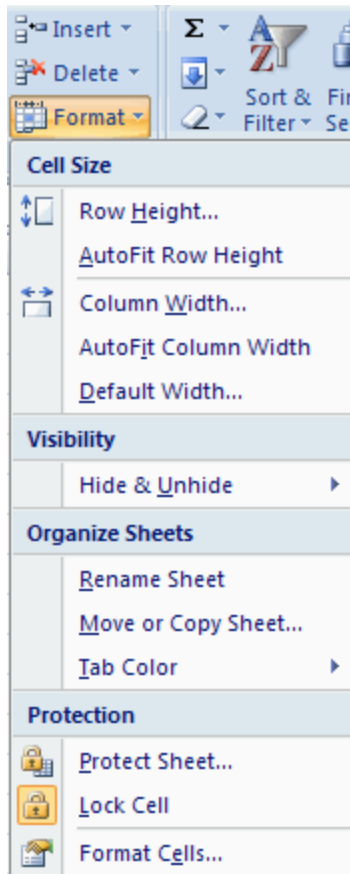 Insert
Σ
Delete
Sort &
Format
Filter
Cell Size
Row Height...
AutoFit Row Height
Column Width...
AutoFit Column Width
Default Width...
Visibility
Hide & Unhide
Organize Sheets
Rename Sheet
Move or Copy Sheet...
Tab Color
Protection
Protect Sheet...
Lock Cell
Format Cells...